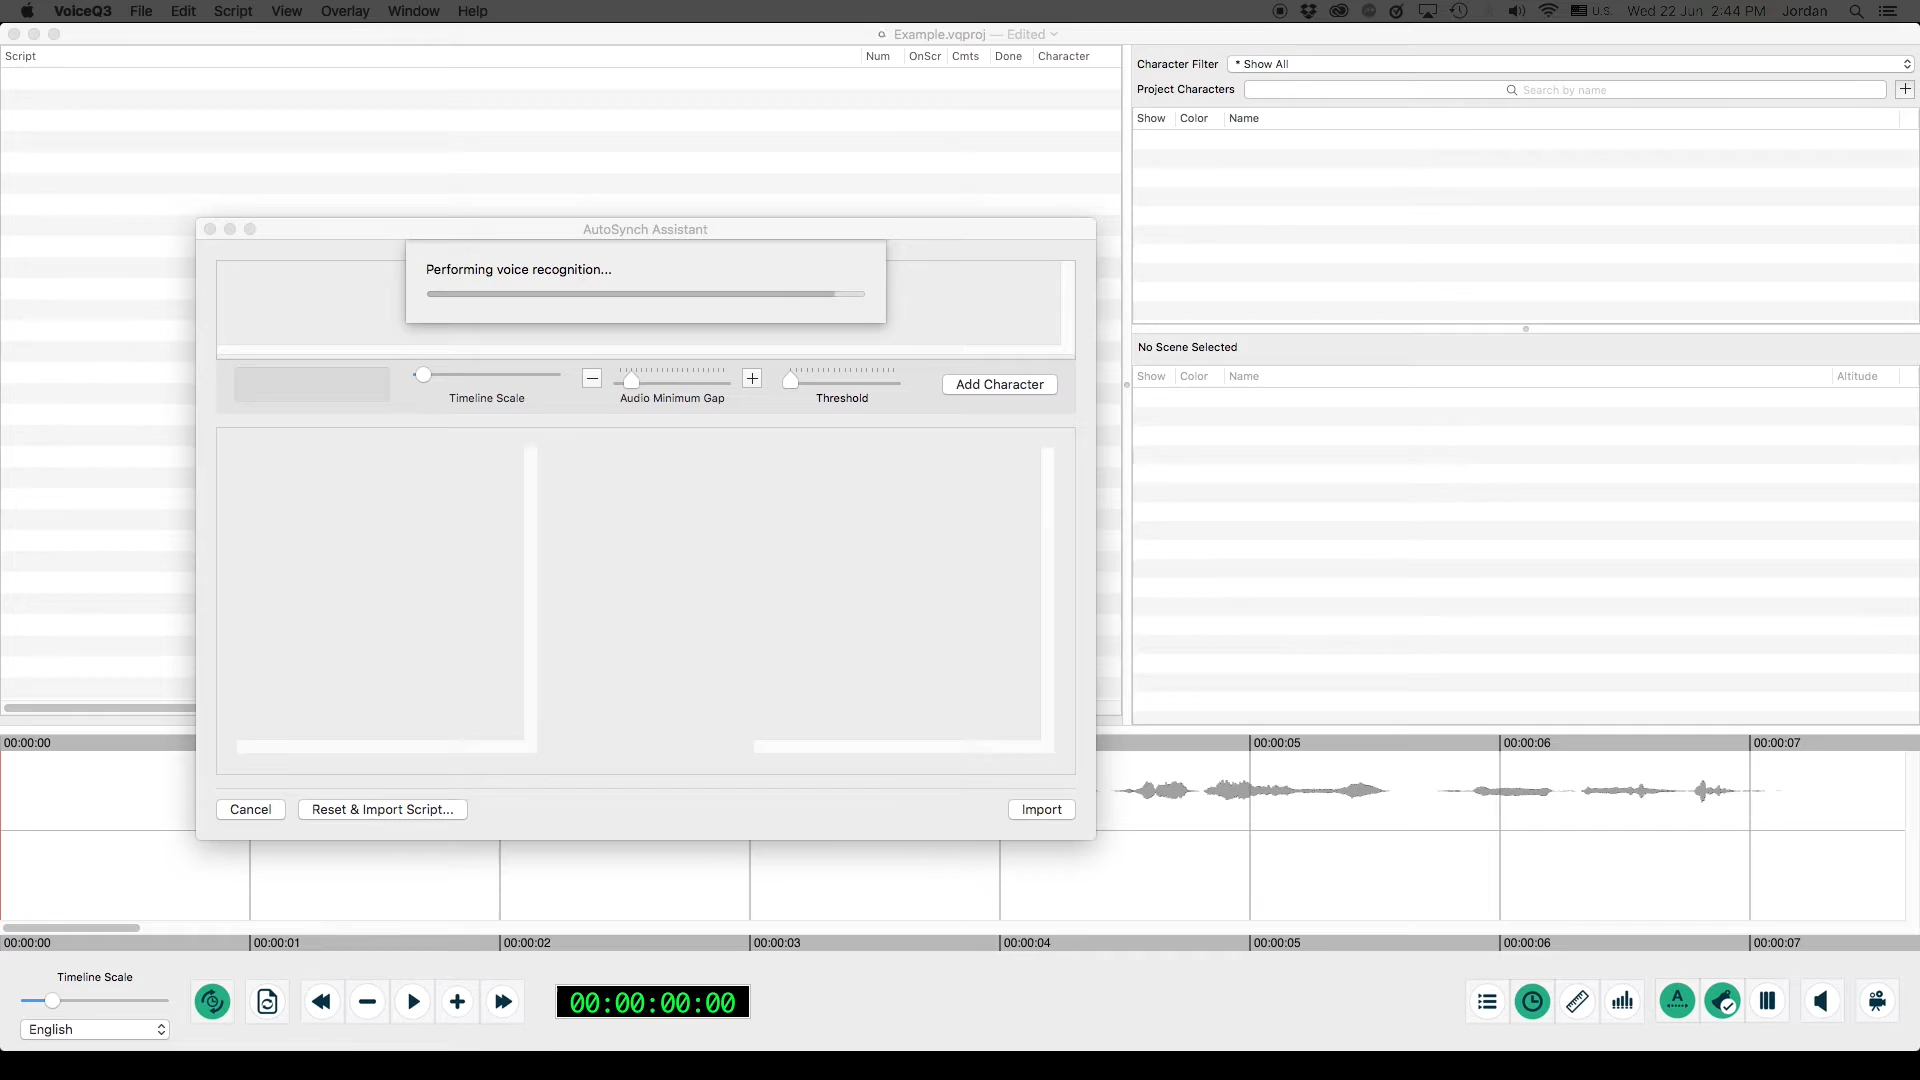 VoiceQ3 File Edit Script View Overlay Window Help U.S. Wed 22 Jun 2:44 PM Jordan
Example.vqproj — Edited
Script Num OnScr Cmts Done Character
Character Filter * Show All
Project Characters Search by name
Show Color Name
AutoSynch Assistant
Performing voice recognition...
No Scene Selected
Show Color Name Altitude
Add Character
Timeline Scale Audio Minimum Gap Threshold
00:00:00 00:00:05 00:00:06 00:00:07
Cancel Reset & Import Script... Import
00:00:00 00:00:01 00:00:02 00:00:03 00:00:04 00:00:05 00:00:06 00:00:07
Timeline Scale
00:00:00:00
A
English